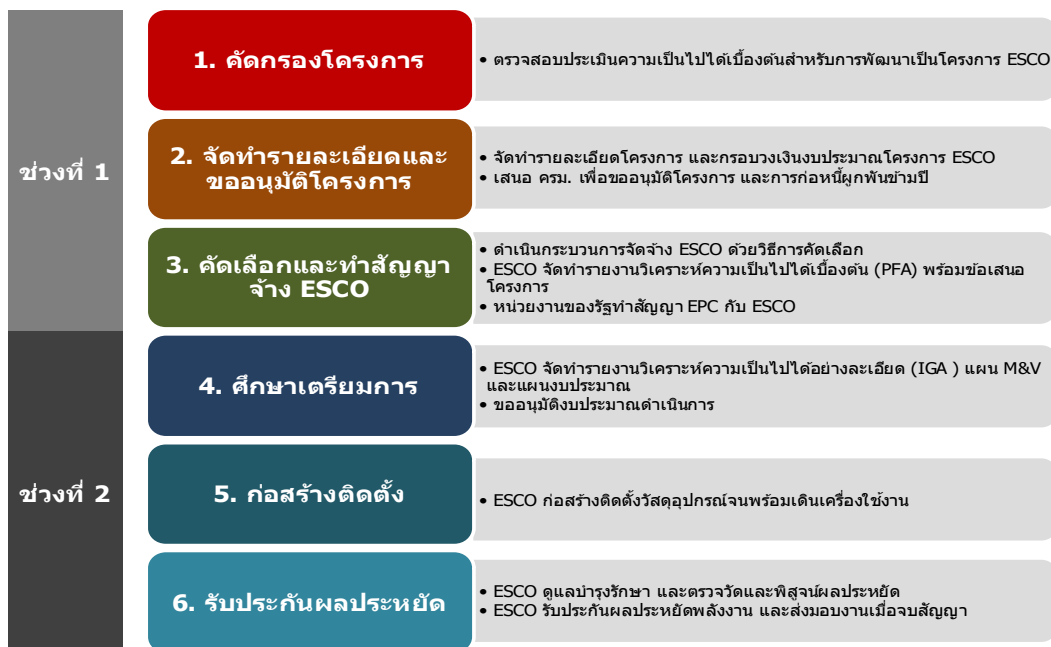 ช่วงที่ 1
1. คัดกรองโครงการ
• ตรวจสอบประเมินความเป็นไปได้เบื้องต้นสำหรับการพัฒนาเป็นโครงการ ESCO
2. จัดทำรายละเอียดและ
ขออนุมัติโครงการ
• จัดทำรายละเอียดโครงการ และกรอบวงเงินงบประมาณโครงการ ESCO
• เสนอ ครม. เพื่อขออนุมัติโครงการ และการก่อหนี้ผูกพันข้ามปี
3. คัดเลือกและทำสัญญา
จ้าง ESCO
• ดำเนินกระบวนการจัดจ้าง ESCO ด้วยวิธีการคัดเลือก
• ESCO จัดทำรายงานวิเคราะห์ความเป็นไปได้เบื้องต้น (PFA) พร้อมข้อเสนอ
โครงการ
• หน่วยงานของรัฐทำสัญญา EPC กับ ESCO
ช่วงที่ 2
4. ศึกษาเตรียมการ
• ESCO จัดทำรายงานวิเคราะห์ความเป็นไปได้อย่างละเอียด (IGA ) แผน M&V
และแผนงบประมาณ
• ขออนุมัติงบประมาณดำเนินการ
5. ก่อสร้างติดตั้ง
• ESCO ก่อสร้างติดตั้งวัสดุอุปกรณ์จนพร้อมเดินเครื่องใช้งาน
6. รับประกันผลประหยัด
• ESCO ดูแลบำรุงรักษา และตรวจวัดและพิสูจน์ผลประหยัด
• ESCO รับประกันผลประหยัดพลังงาน และส่งมอบงานเมื่อจบสัญญา